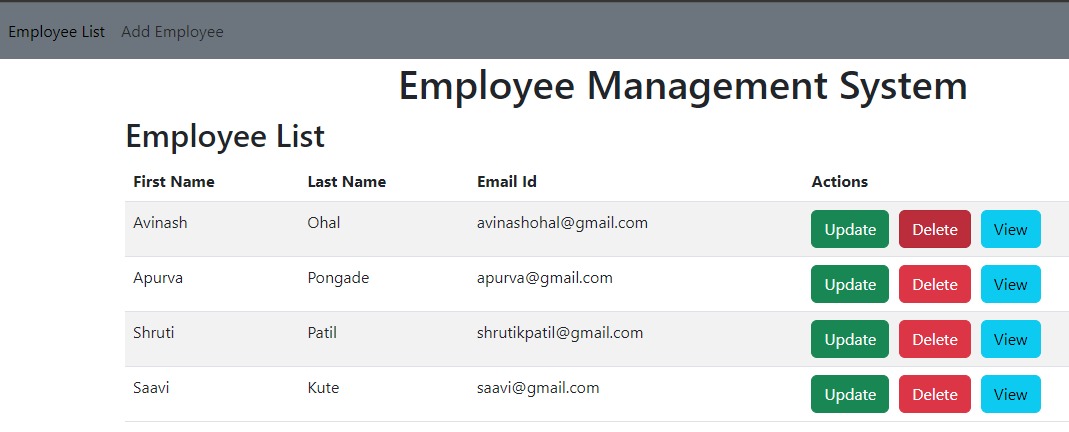 Employee List Add Employee
Employee Management System
Employee List
First Name Last Name Email Id Actions
Avinash Ohal avinashohal@gmail.com Update Delete View
Apurva Pongade apurva@gmail.com Update Delete View
Shruti Patil shrutikpatil@gmail.com Update Delete View
Saavi Kute saavi@gmail.com Update Delete View